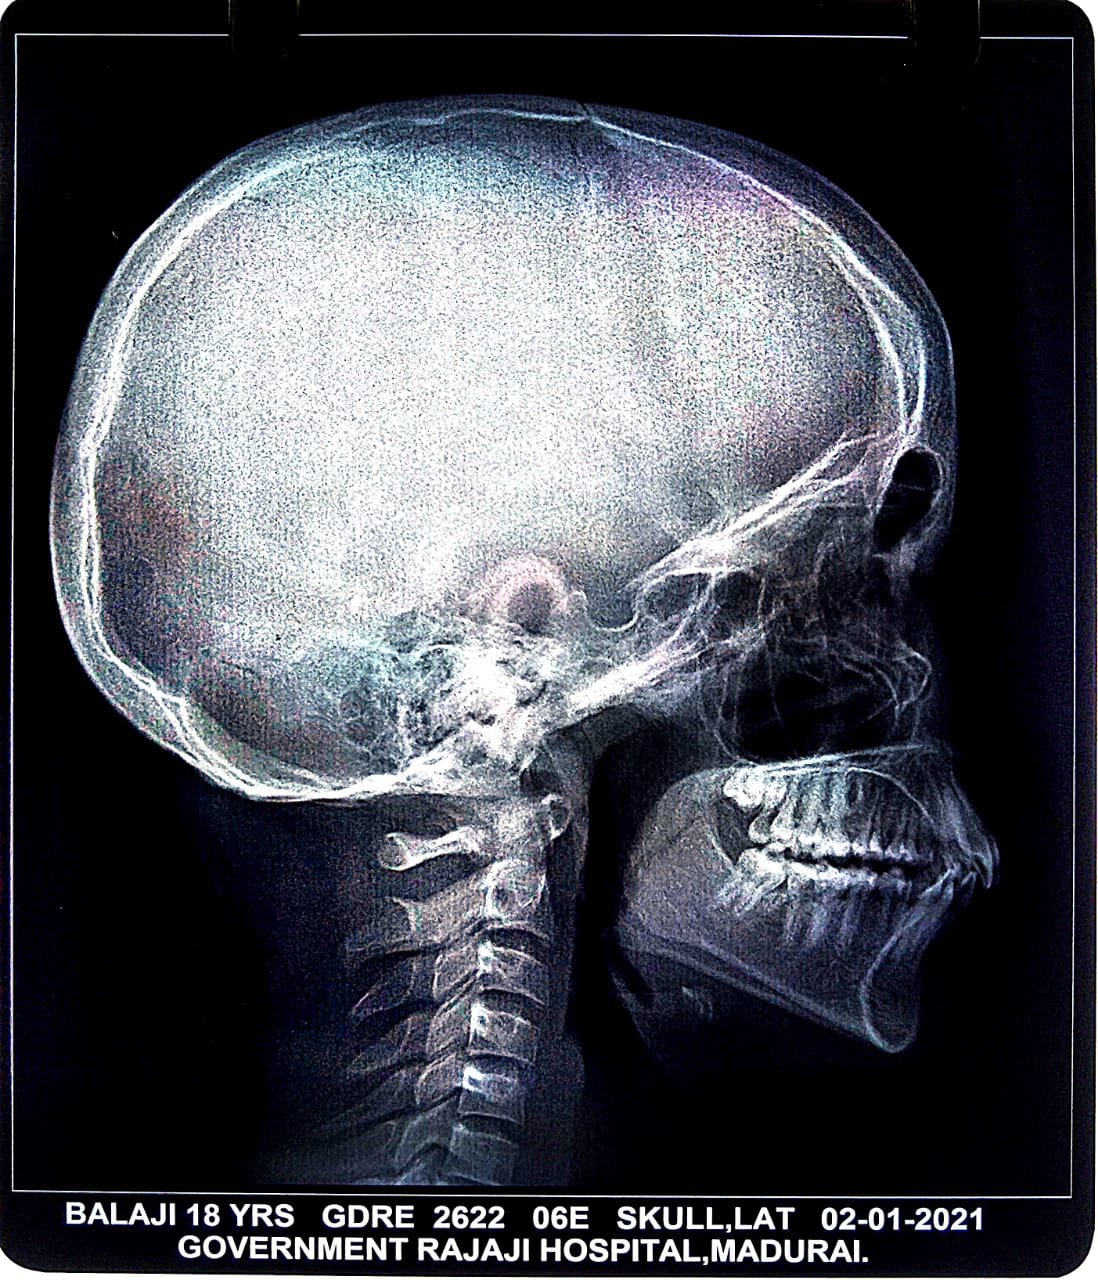 BALAJI 18 YRS GDRE 2622 06E SKULL,LAT 02-01-2021
GOVERNMENT RAJAJI HOSPITAL,MADURAI.